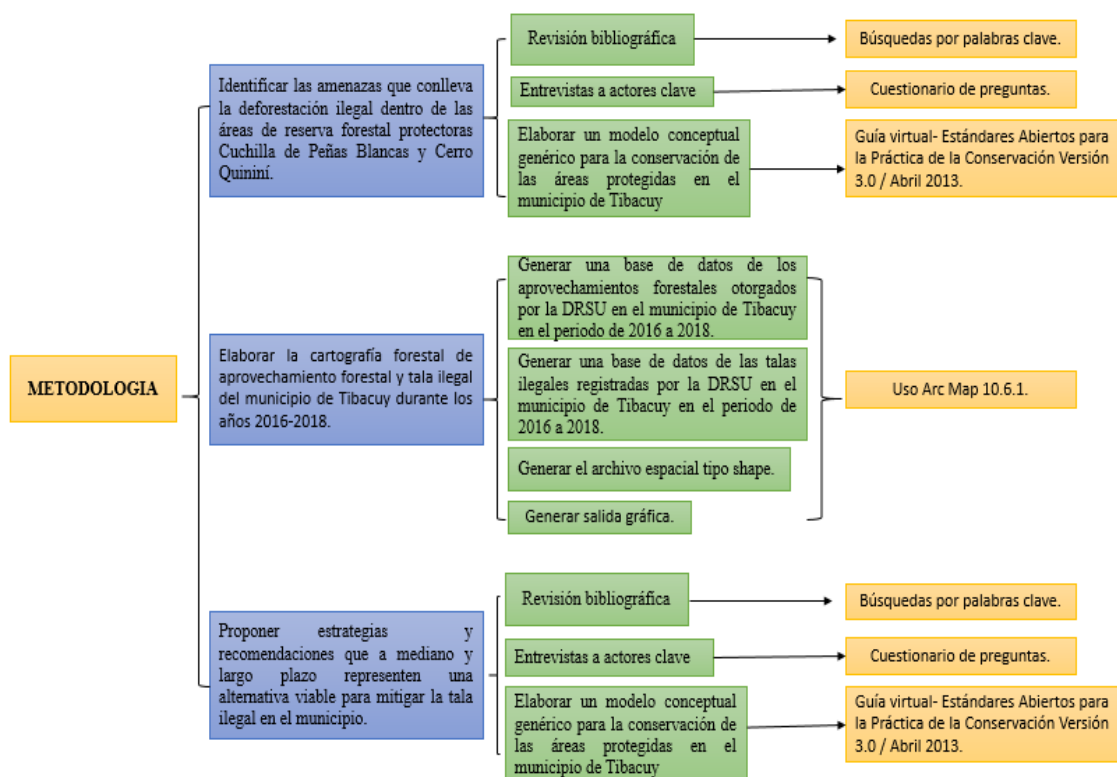 METODOLOGIA
Identificar las amenazas que conlleva
la deforestación ilegal dentro de las
áreas de reserva forestal protectoras
Cuchilla de Peñas Blancas y Cerro
Quininí.
Revisión bibliográfica
Búsquedas por palabras clave.
Entrevistas a actores clave
Cuestionario de preguntas.
Elaborar un modelo conceptual
genérico para la conservación de
las áreas protegidas en el
municipio de Tibacuy
Guía virtual- Estándares Abiertos para
la Práctica de la Conservación Versión
3.0 / Abril 2013.
Elaborar la cartografía forestal de
aprovechamiento forestal y tala ilegal
del municipio de Tibacuy durante los
años 2016-2018.
Generar una base de datos de los
aprovechamientos forestales otorgados
por la DRSU en el municipio de Tibacuy
en el periodo de 2016 a 2018.
Generar una base de datos de las talas
ilegales registradas por la DRSU en el
municipio de Tibacuy en el periodo de
2016 a 2018.
Generar el archivo espacial tipo shape.
Generar salida gráfica.
Uso Arc Map 10.6.1.
Proponer estrategias y
recomendaciones que a mediano y
largo plazo representen una
alternativa viable para mitigar la tala
ilegal en el municipio.
Revisión bibliográfica
Búsquedas por palabras clave.
Entrevistas a actores clave
Cuestionario de preguntas.
Elaborar un modelo conceptual
genérico para la conservación de
las áreas protegidas en el
municipio de Tibacuy
Guía virtual- Estándares Abiertos para
la Práctica de la Conservación Versión
3.0 / Abril 2013.